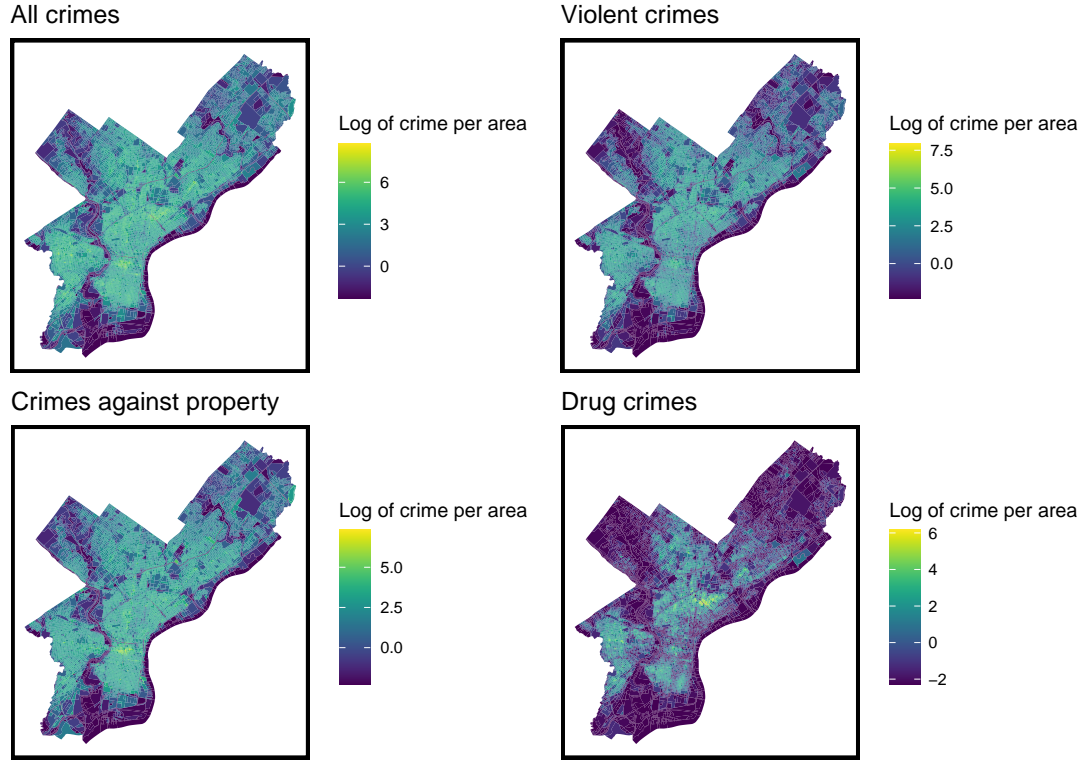 All crimes
Log of crime per area
6
3
0
Violent crimes
Log of crime per area
7.5
5.0
2.5
0.0
Crimes against property
Log of crime per area
5.0
2.5
0.0
Drug crimes
Log of crime per area
6
4
2
0
−2